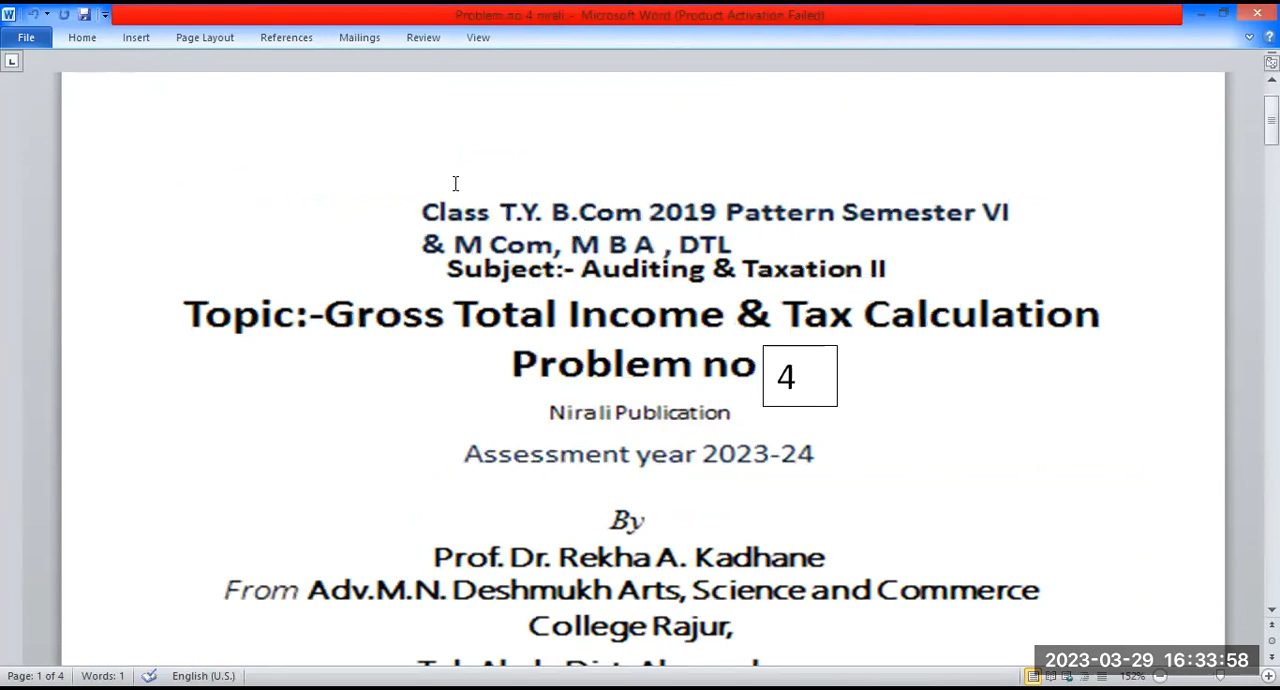 Problem no 4 nirali - Microsoft Word (Product Activation Failed)
File Home Insert Page Layout References Mailings Review View
Class T.Y. B.Com 2019 Pattern Semester VI
& M Com, M B A , DTL
Subject:- Auditing & Taxation II
Topic:-Gross Total Income & Tax Calculation
Problem no 4
Nirali Publication
Assessment year 2023-24
By
Prof. Dr. Rekha A. Kadhane
From Adv.M.N. Deshmukh Arts, Science and Commerce
College Rajur,
2023-03-29 16:33:58
Page: 1 of 4 Words: 1 English (U.S.) 152%